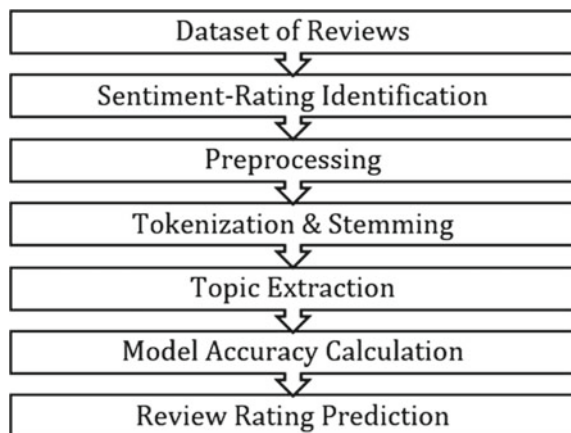 Dataset of Reviews
Sentiment-Rating Identification
Preprocessing
Tokenization & Stemming
Topic Extraction
Model Accuracy Calculation
Review Rating Prediction